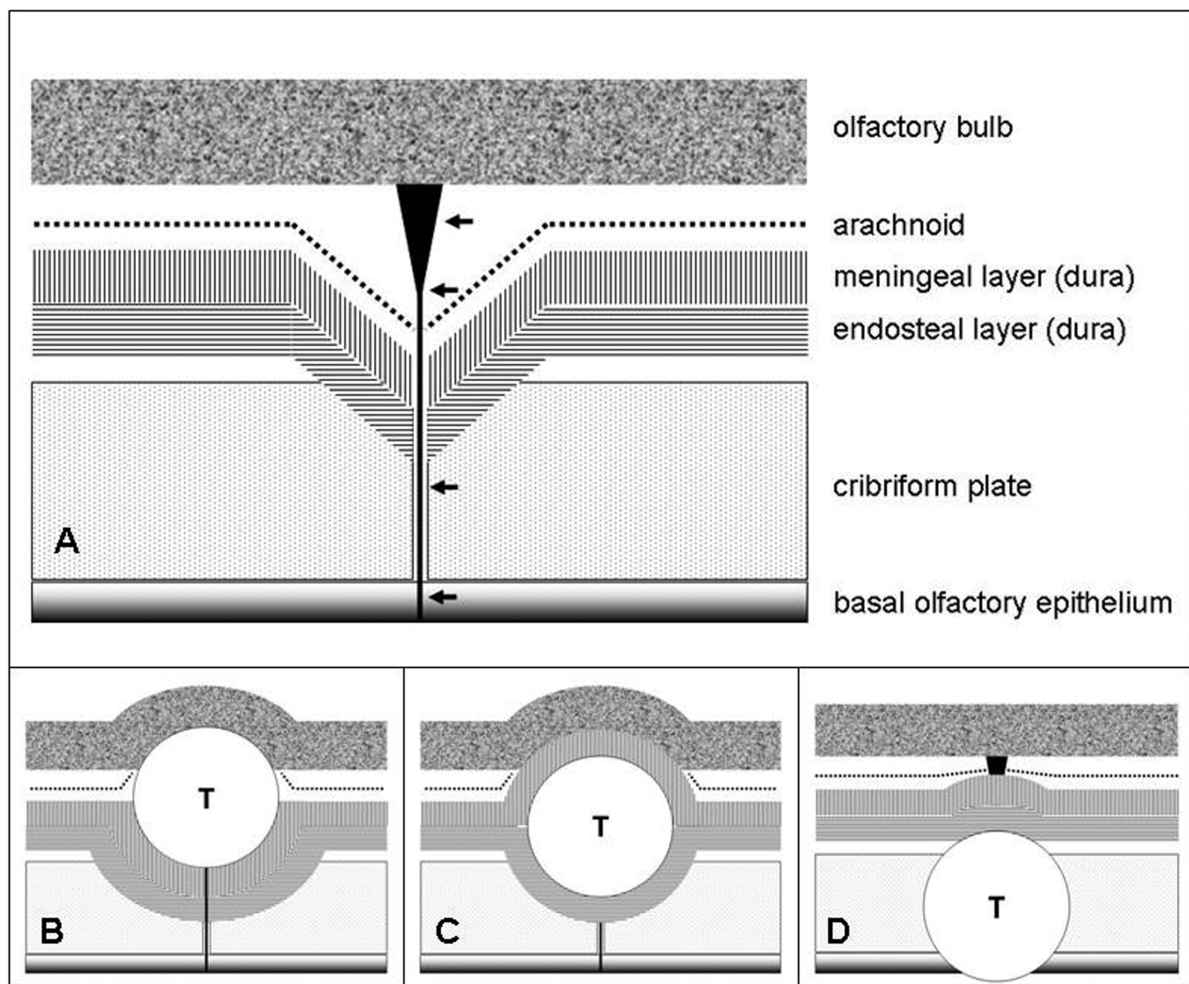 olfactory bulb
arachnoid
meningeal layer (dura)
endosteal layer (dura)
cribriform plate
A
basal olfactory epithelium
T
T
T
B
C
D